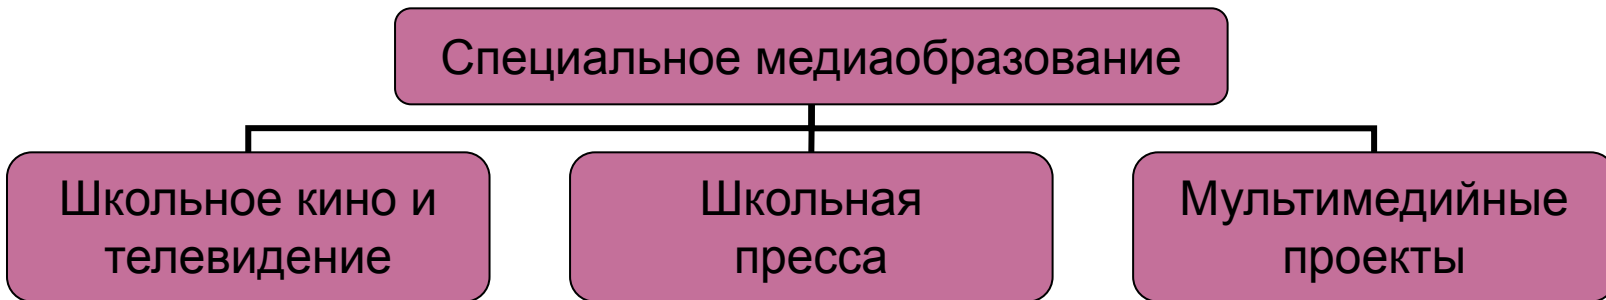 Специальное медиаобразование
Школьное кино и
телевидение
Школьная
пресса
Мультимедийные
проекты